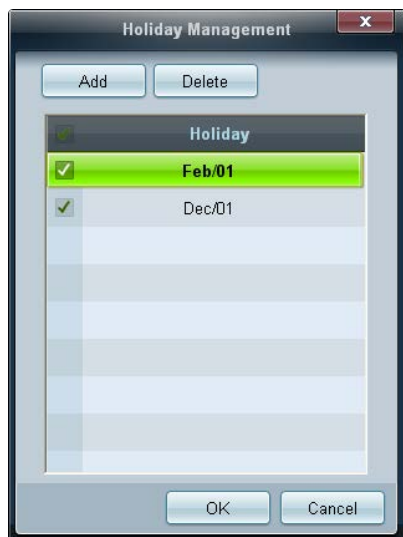 Holiday Management
x
Add Delete
Holiday
Feb/01
Dec/01
OK Cancel